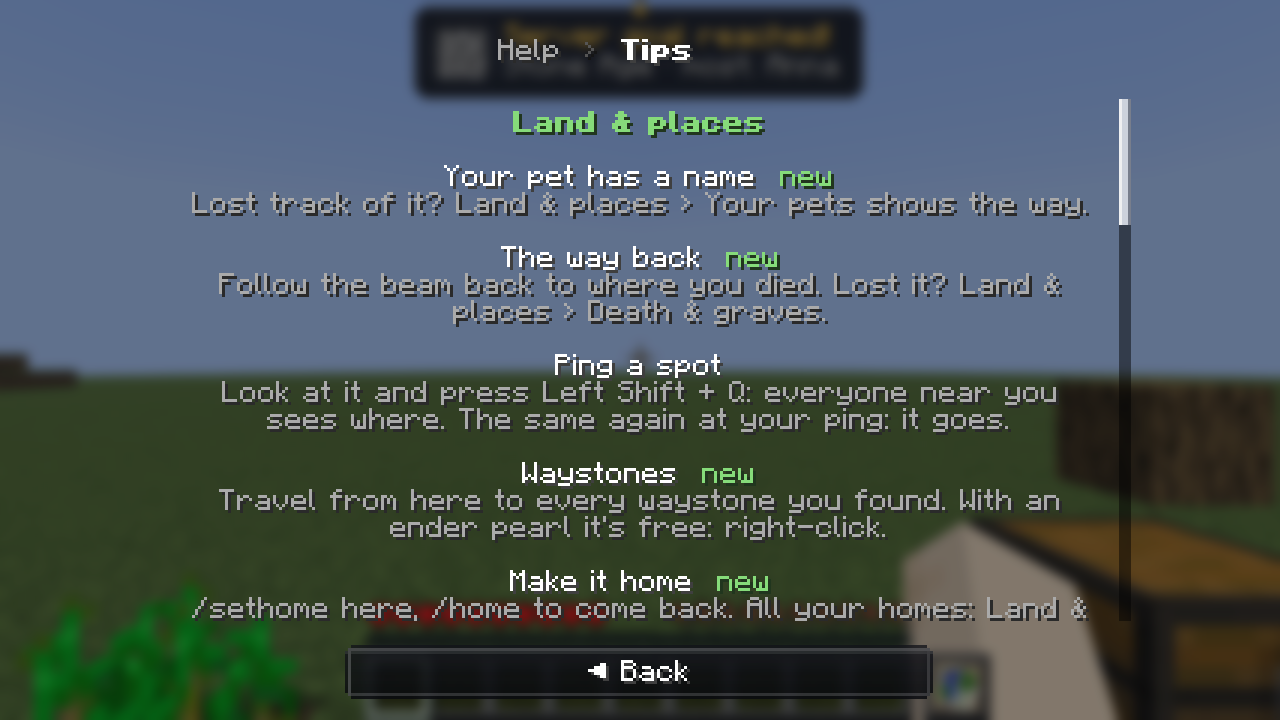 Help > Tips
Land & places
Your pet has a name new
Lost track of it? Land & places > Your pets shows the way.
The way back new
Follow the beam back to where you died. Lost it? Land &
places > Death & graves.
Ping a spot
Look at it and press Left Shift + Q: everyone near you
sees where. The same again at your ping: it goes.
Waystones new
Travel from here to every waystone you found. With an
ender pearl it's free: right-click.
Make it home new
/sethome here, /home to come back. All your homes: Land &
◄ Back